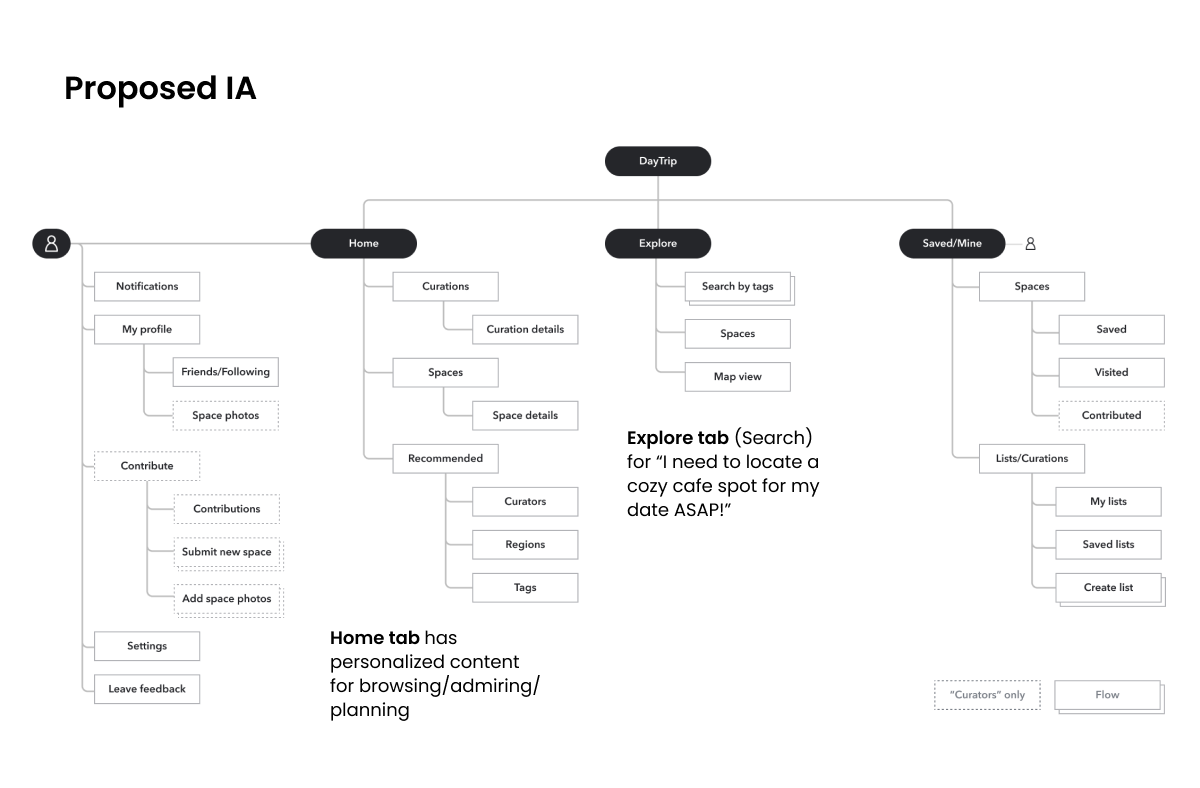 Proposed IA
DayTrip
Home
Explore
Saved/Mine
Notifications
My profile
Friends/Following
Space photos
Contribute
Contributions
Submit new space
Add space photos
Settings
Leave feedback
Curations
Curation details
Spaces
Space details
Recommended
Curators
Regions
Tags
Home tab has
personalized content
for browsing/admiring/
planning
Search by tags
Spaces
Map view
Explore tab (Search)
for “I need to locate a
cozy cafe spot for my
date ASAP!”
Spaces
Saved
Visited
Contributed
Lists/Curations
My lists
Saved lists
Create list
“Curators” only
Flow